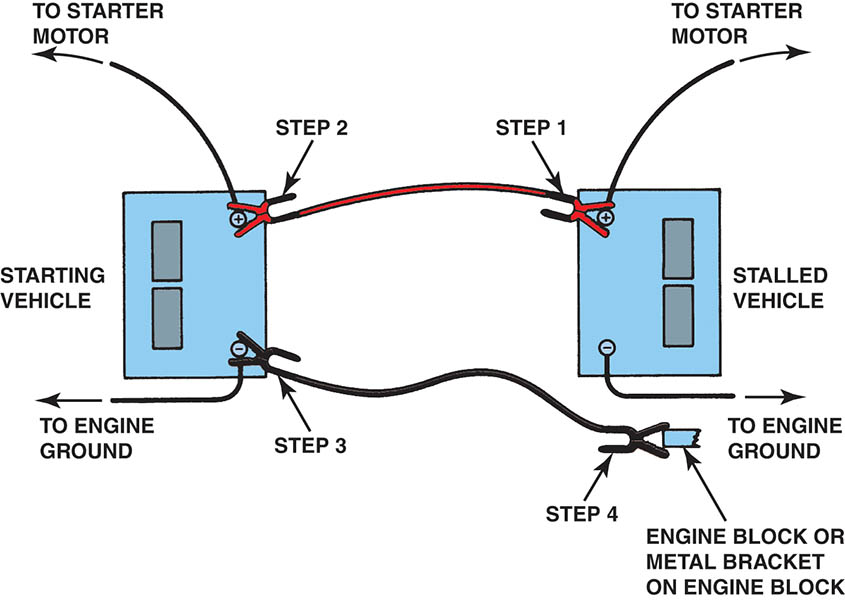 TO STARTER
MOTOR
TO STARTER
MOTOR
STEP 2
STEP 1
+
+
STARTING
VEHICLE
STALLED
VEHICLE
−
−
TO ENGINE
GROUND
STEP 3
TO ENGINE
GROUND
STEP 4
ENGINE BLOCK OR
METAL BRACKET
ON ENGINE BLOCK